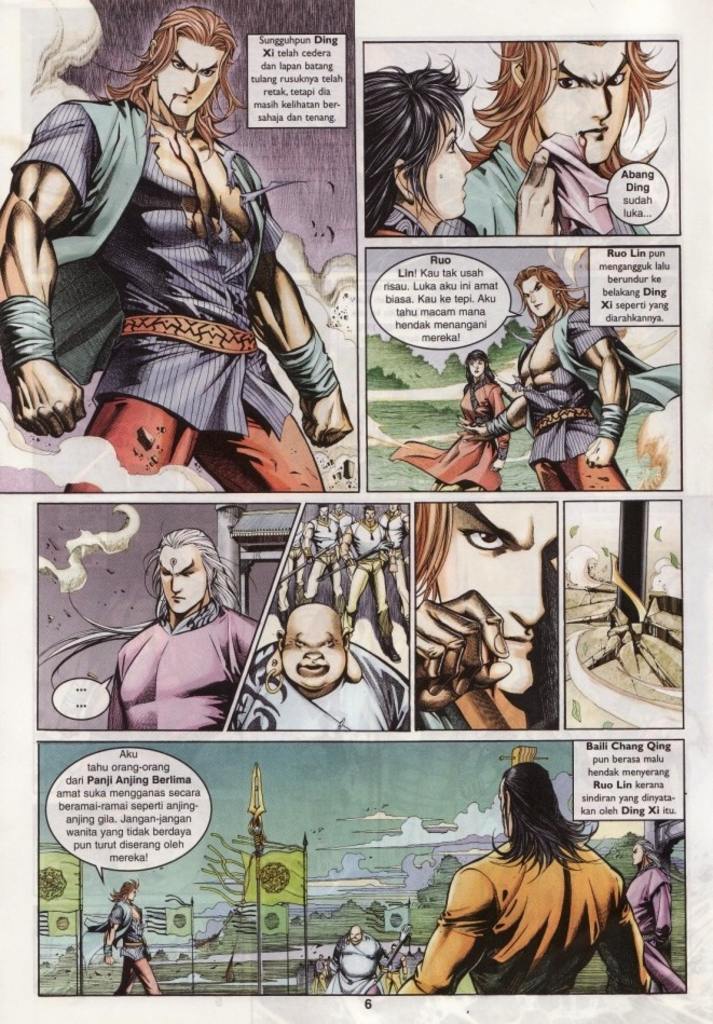 Sungguhpun Ding
Xi telah cedera
dan lapan batang
tulang rusuknya telah
retak, tetapi dia
masih kelihatan ber-
sahaja dan tenang.
Abang
Ding
sudah
luka...
Ruo
Lin! Kau tak usah
risau. Luka aku ini amat
biasa. Kau ke tepi. Aku
tahu macam mana
hendak menangani
mereka!
Ruo Lin pun
mengangguk lalu
berundur ke
belakang Ding
Xi seperti yang
diarahkannya.
...
...
Aku
tahu orang-orang
dari Panji Anjing Berlima
amat suka mengganas secara
beramai-ramai seperti anjing-
anjing gila. Jangan-jangan
wanita yang tidak berdaya
pun turut diserang oleh
mereka!
Baili Chang Qing
pun berasa malu
hendak menyerang
Ruo Lin kerana
sindiran yang dinyata-
kan oleh Ding Xi itu.
6